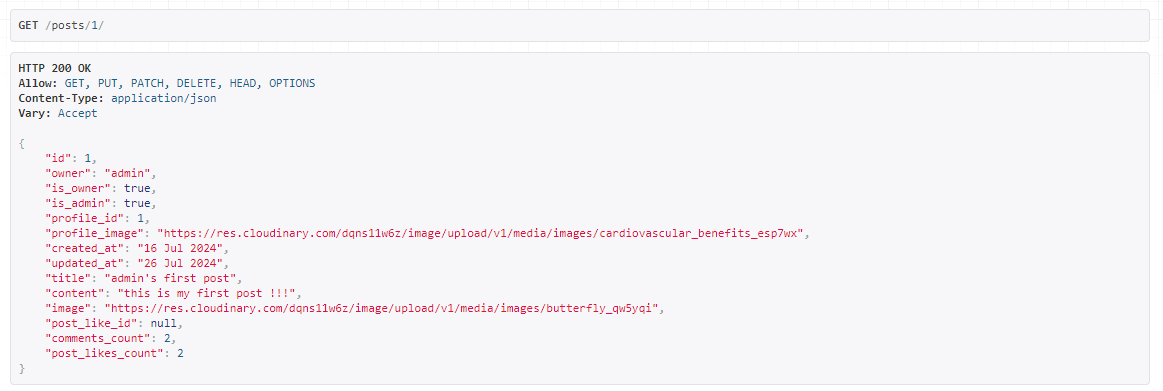 GET /posts/1/
HTTP 200 OK
Allow: GET, PUT, PATCH, DELETE, HEAD, OPTIONS
Content-Type: application/json
Vary: Accept
{
    "id": 1,
    "owner": "admin",
    "is_owner": true,
    "is_admin": true,
    "profile_id": 1,
    "profile_image": "https://res.cloudinary.com/dqns11w6z/image/upload/v1/media/images/cardiovascular_benefits_esp7wx",
    "created_at": "16 Jul 2024",
    "updated_at": "26 Jul 2024",
    "title": "admin's first post",
    "content": "this is my first post !!!",
    "image": "https://res.cloudinary.com/dqns11w6z/image/upload/v1/media/images/butterfly_qw5yqi",
    "post_like_id": null,
    "comments_count": 2,
    "post_likes_count": 2
}